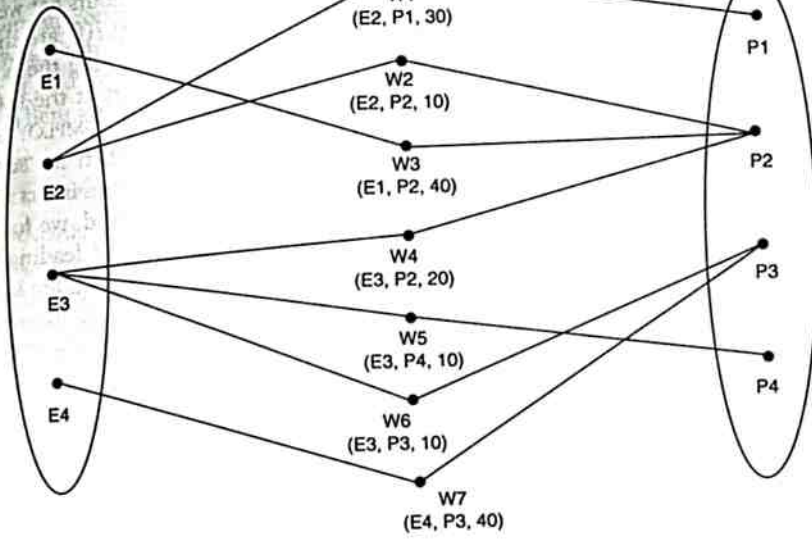 (E2, P1, 30)
P1
E1
W2
(E2, P2, 10)
W3
(E1, P2, 40)
P2
E2
W4
(E3, P2, 20)
P3
E3
W5
(E3, P4, 10)
P4
E4
W6
(E3, P3, 10)
W7
(E4, P3, 40)